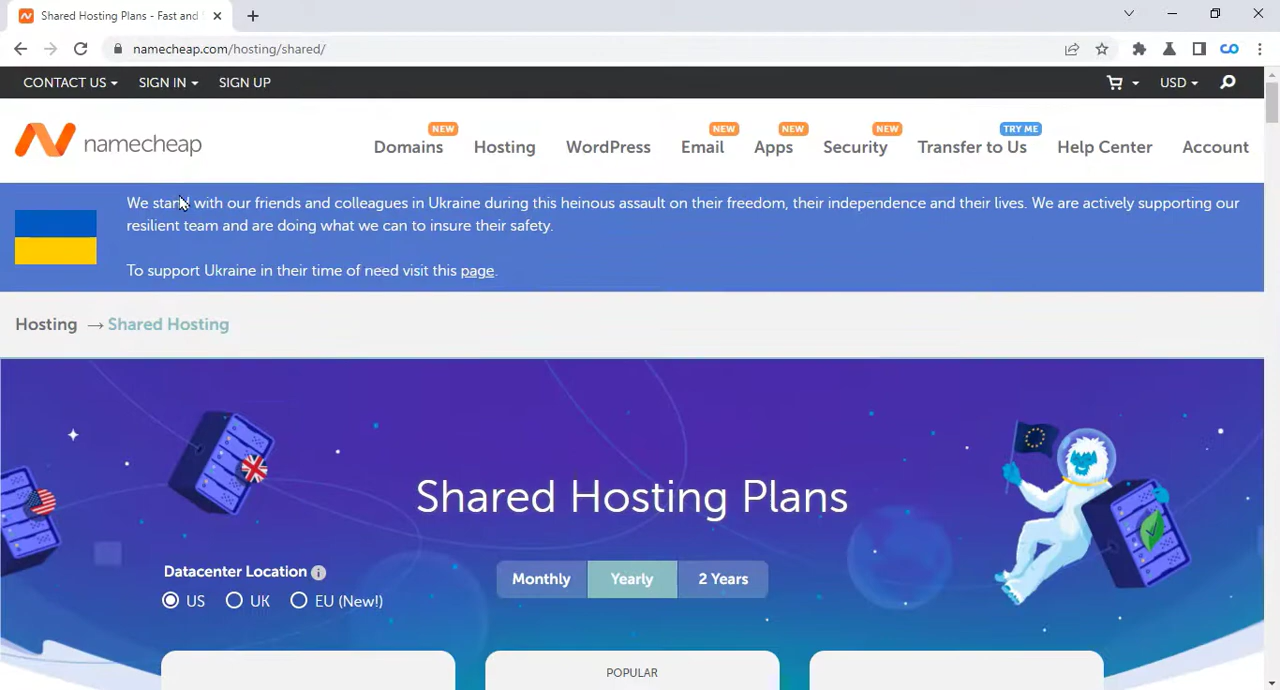 Shared Hosting Plans - Fast and
namecheap.com/hosting/shared/
CONTACT US SIGN IN SIGN UP USD
namecheap
NEW NEW NEW NEW TRY ME
Domains Hosting WordPress Email Apps Security Transfer to Us Help Center Account
We stand with our friends and colleagues in Ukraine during this heinous assault on their freedom, their independence and their lives. We are actively supporting our
resilient team and are doing what we can to insure their safety.
To support Ukraine in their time of need visit this page.
Hosting → Shared Hosting
Shared Hosting Plans
Datacenter Location
US UK EU (New!)
Monthly Yearly 2 Years
POPULAR